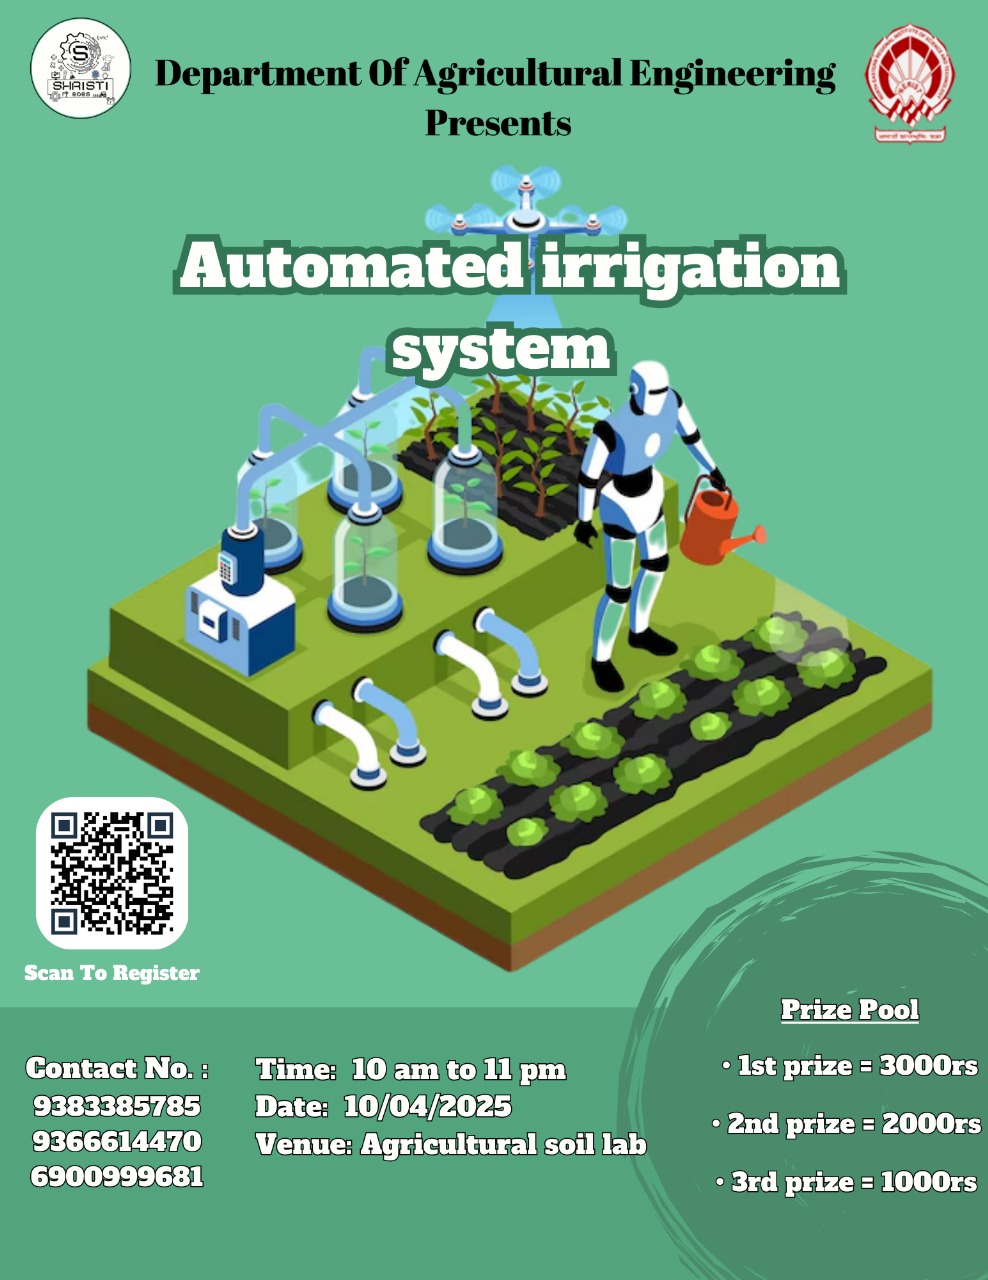 SHRISTI
2025
Department Of Agricultural Engineering
Presents
NERIST
Automated irrigation
system
Scan To Register
Prize Pool
• 1st prize = 3000rs
• 2nd prize = 2000rs
• 3rd prize = 1000rs
Contact No. :
9383385785
9366614470
6900999681
Time: 10 am to 11 pm
Date: 10/04/2025
Venue: Agricultural soil lab